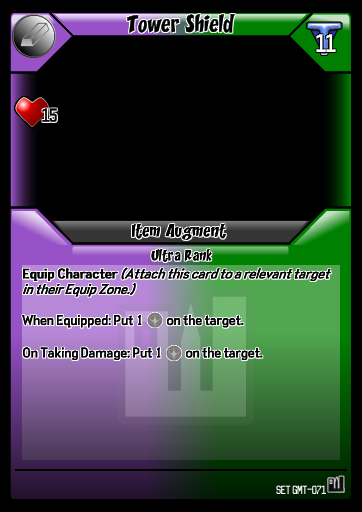 Tower Shield
11
15
Item Augment
Ultra Rank
Equip Character (Attach this card to a relevant target
in their Equip Zone.)
When Equipped: Put 1 on the target.
On Taking Damage: Put 1 on the target.
SET GMT-071